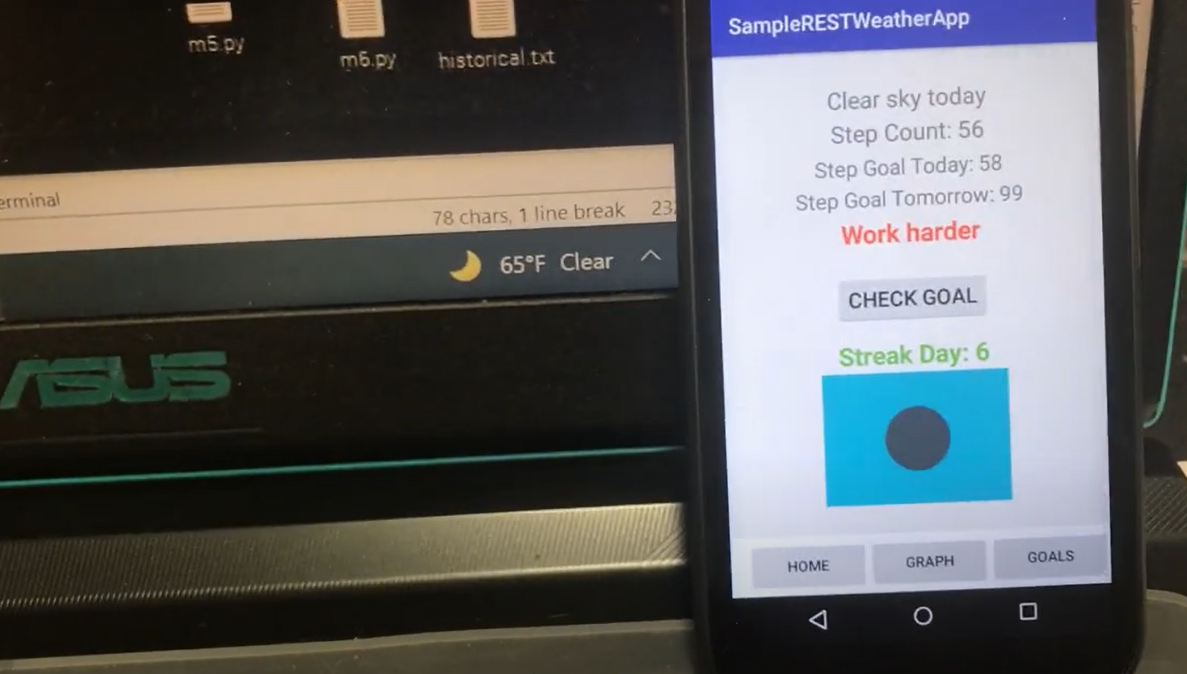 m5.py
m6.py
historical.txt
78 chars, 1 line break
65°F Clear
ASUS
SampleRESTWeatherApp
Clear sky today
Step Count: 56
Step Goal Today: 58
Step Goal Tomorrow: 99
Work harder
CHECK GOAL
Streak Day: 6
HOME
GRAPH
GOALS